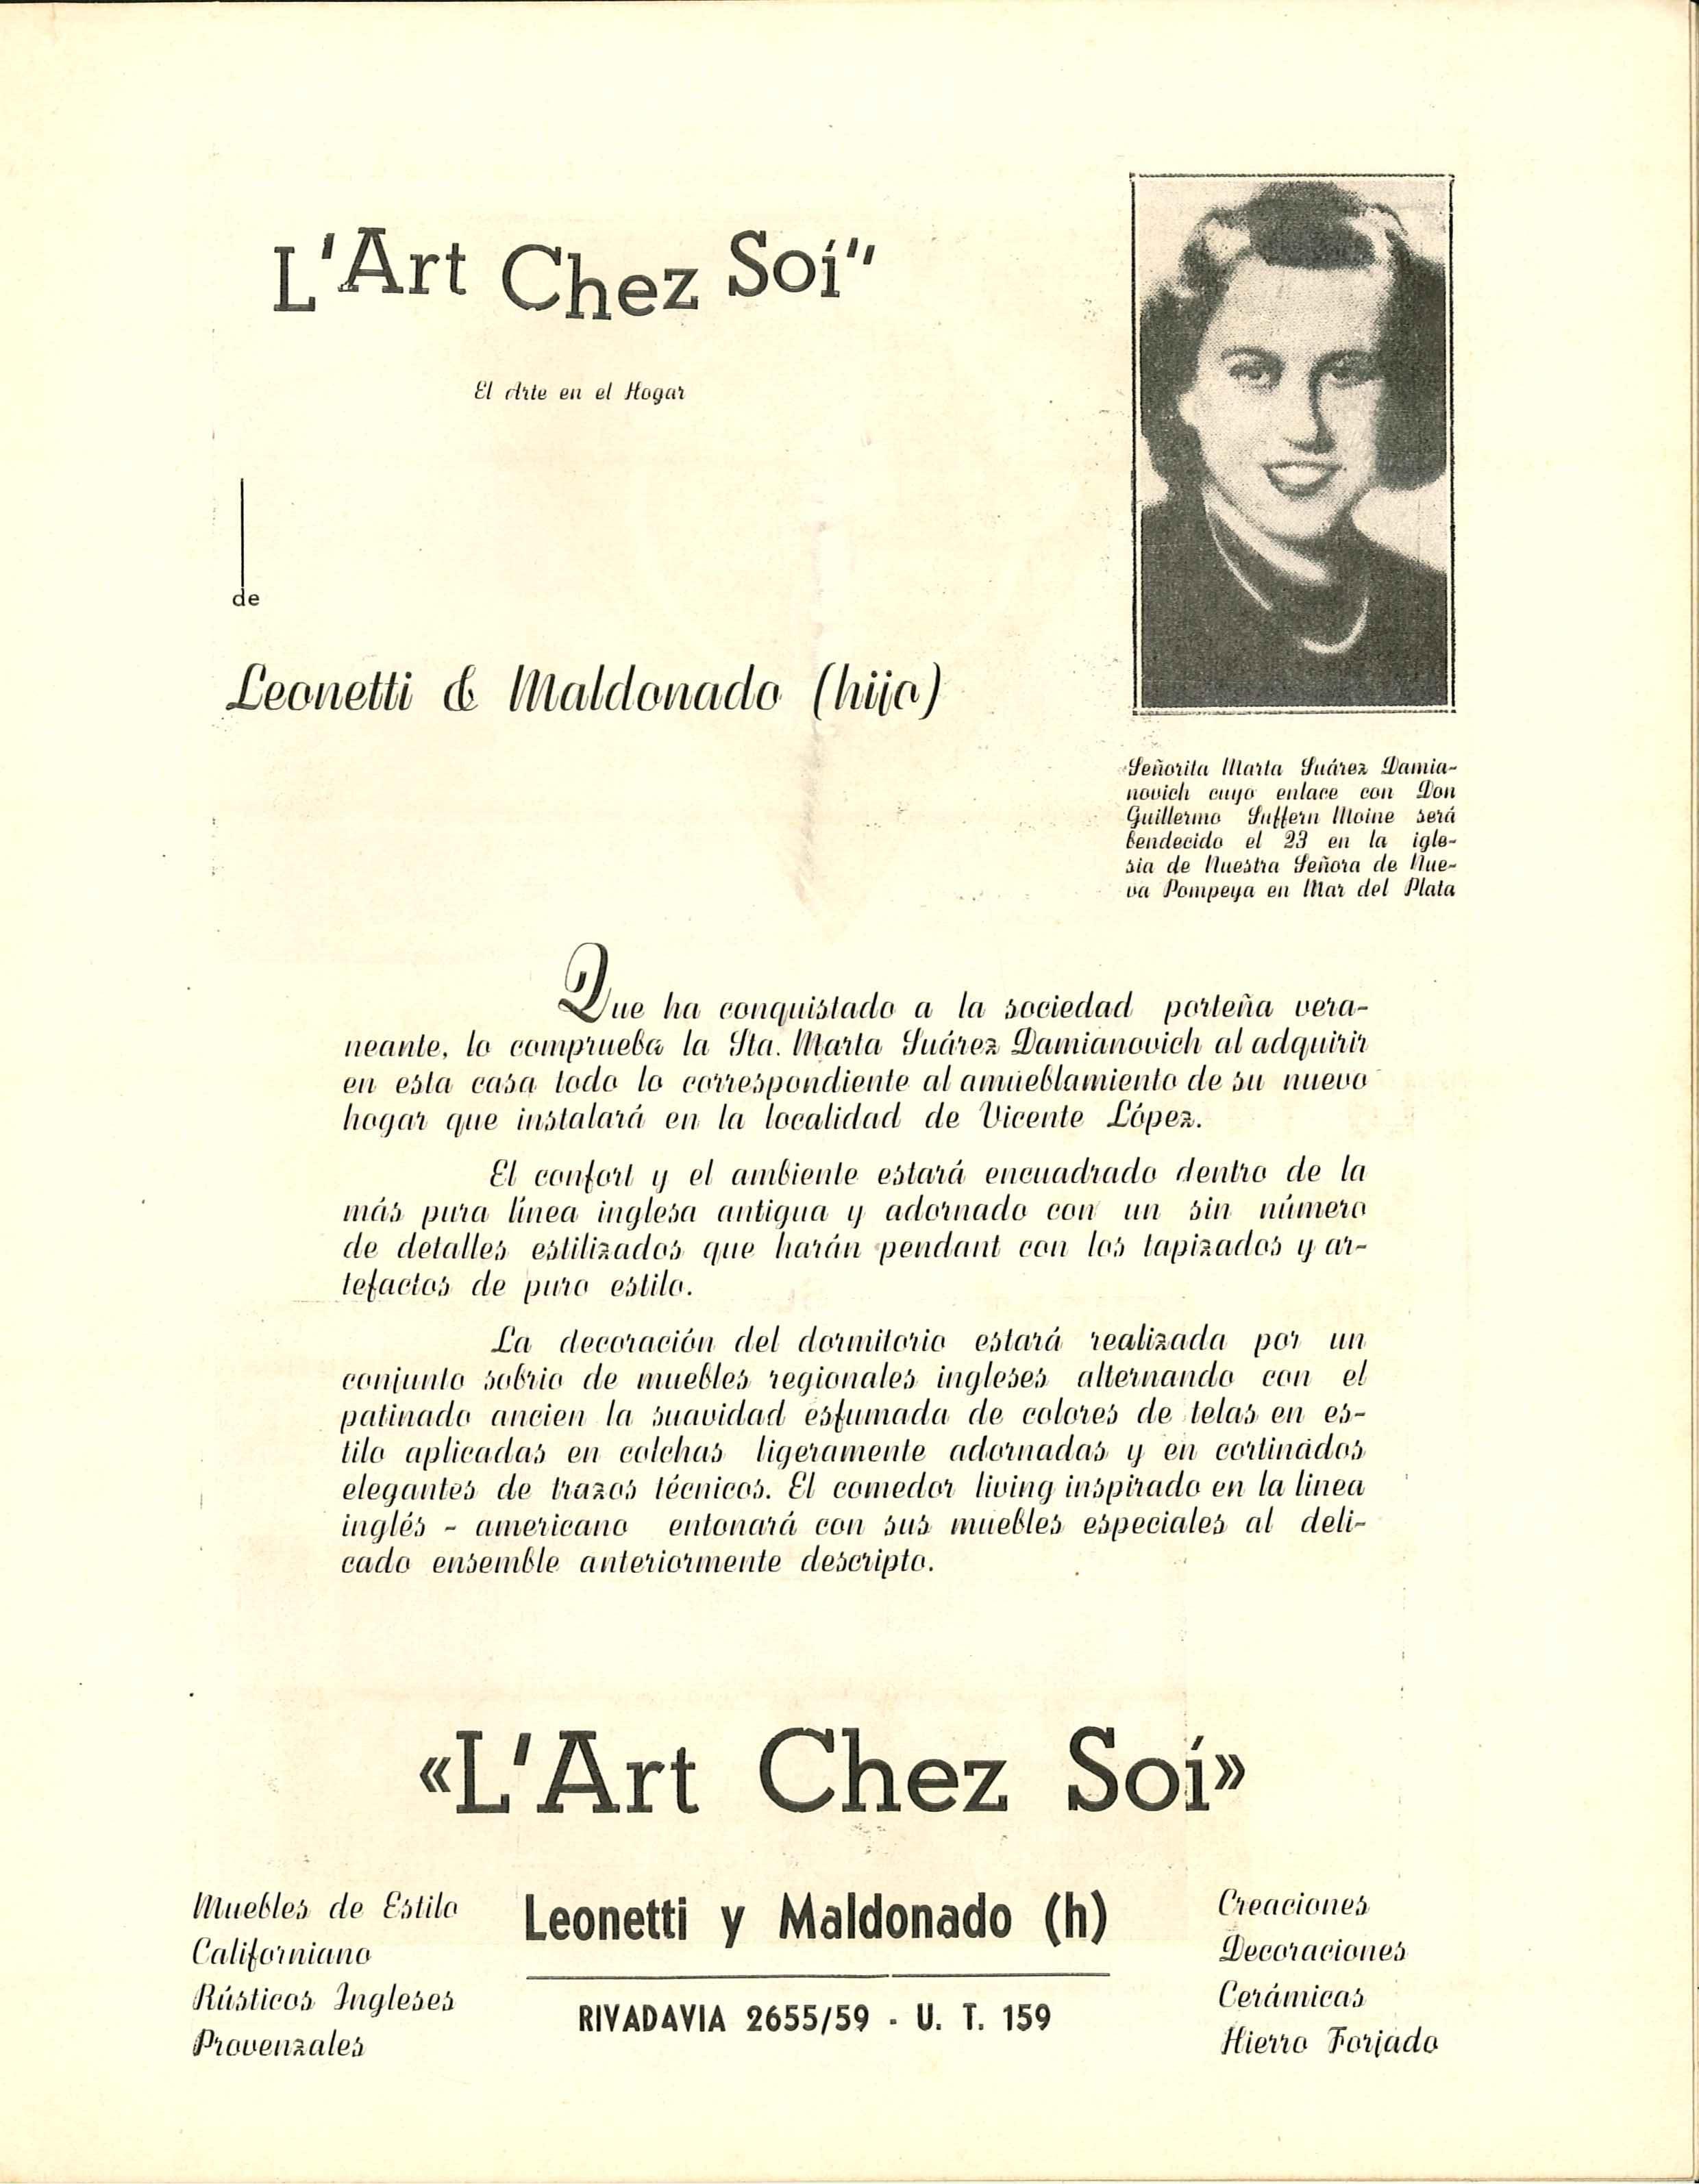 L'Art Chez Soi"
El Arte en el Hogar
de
Leonetti & Maldonado (hijo)
Señorita Marta Suárez Damia-
novich cuyo enlace con Don
Guillermo Suffern Moine será
bendecido el 23 en la igle-
sia de Nuestra Señora de Nue-
va Pompeya en Mar del Plata
Que ha conquistado a la sociedad porteña vera-
neante, lo comprueba la Sta. Marta Suárez Damianovich al adquirir
en esta casa todo lo correspondiente al amueblamiento de su nuevo
hogar que instalará en la localidad de Vicente López.
El confort y el ambiente estará encuadrado dentro de la
más pura línea inglesa antigua y adornado con un sin número
de detalles estilizados que harán pendant con los tapizados y ar-
tefactos de puro estilo.
La decoración del dormitorio estará realizada por un
conjunto sobrio de muebles regionales ingleses alternando con el
patinado ancien la suavidad esfumada de colores de telas en es-
tilo aplicadas en colchas ligeramente adornadas y en cortinados
elegantes de trazos técnicos. El comedor living inspirado en la linea
inglés - americano entonará con sus muebles especiales al deli-
cado ensemble anteriormente descripto.
«L'Art Chez Soi»
Muebles de Estilo
Californiano
Rústicos Ingleses
Provenzales
Leonetti y Maldonado (h)
RIVADAVIA 2655/59 - U. T. 159
Creaciones
Decoraciones
Cerámicas
Hierro Forjado